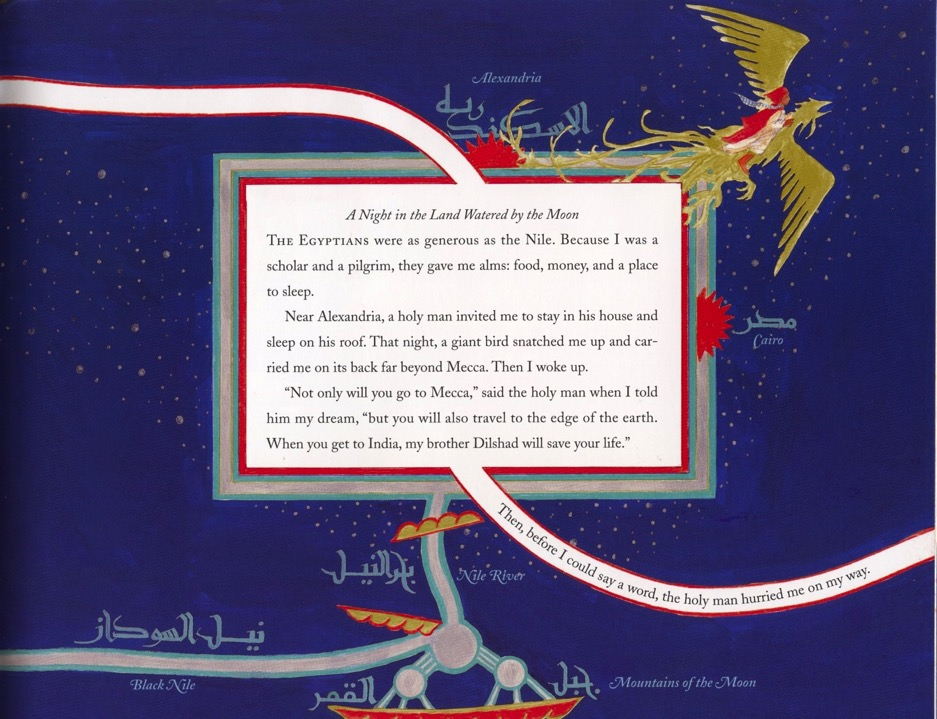 Alexandria
الاسكندريه
A Night in the Land Watered by the Moon
THE EGYPTIANS were as generous as the Nile. Because I was a
scholar and a pilgrim, they gave me alms: food, money, and a place
to sleep.
Near Alexandria, a holy man invited me to stay in his house and
sleep on his roof. That night, a giant bird snatched me up and car-
ried me on its back far beyond Mecca. Then I woke up.
“Not only will you go to Mecca,” said the holy man when I told
him my dream, “but you will also travel to the edge of the earth.
When you get to India, my brother Dilshad will save your life.”
مصر
Cairo
Then, before I could say a word, the holy man hurried me on my way.
بحر النيل
Nile River
نيل السودان
Black Nile
جبل
القمر
Mountains of the Moon